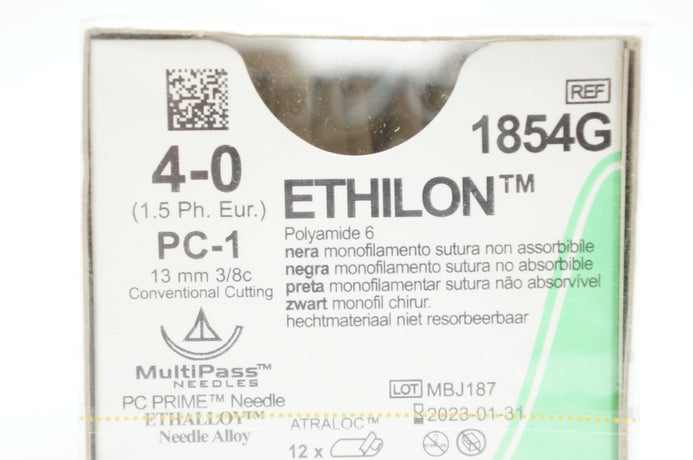 REF
1854G
4-0
(1.5 Ph. Eur.)
PC-1
13 mm 3/8c
Conventional Cutting
MultiPass™
NEEDLES
PC PRIME™ Needle
ETHALLOY™
Needle Alloy
ETHILON™
Polyamide 6
nera monofilamento sutura non assorbibile
negra monofilamento sutura no absorbible
preta monofilamentar sutura não absorvível
zwart monofil chirur.
hechtmateriaal niet resorbeerbaar
LOT MBJ187
2023-01-31
ATRALOC™
12 x